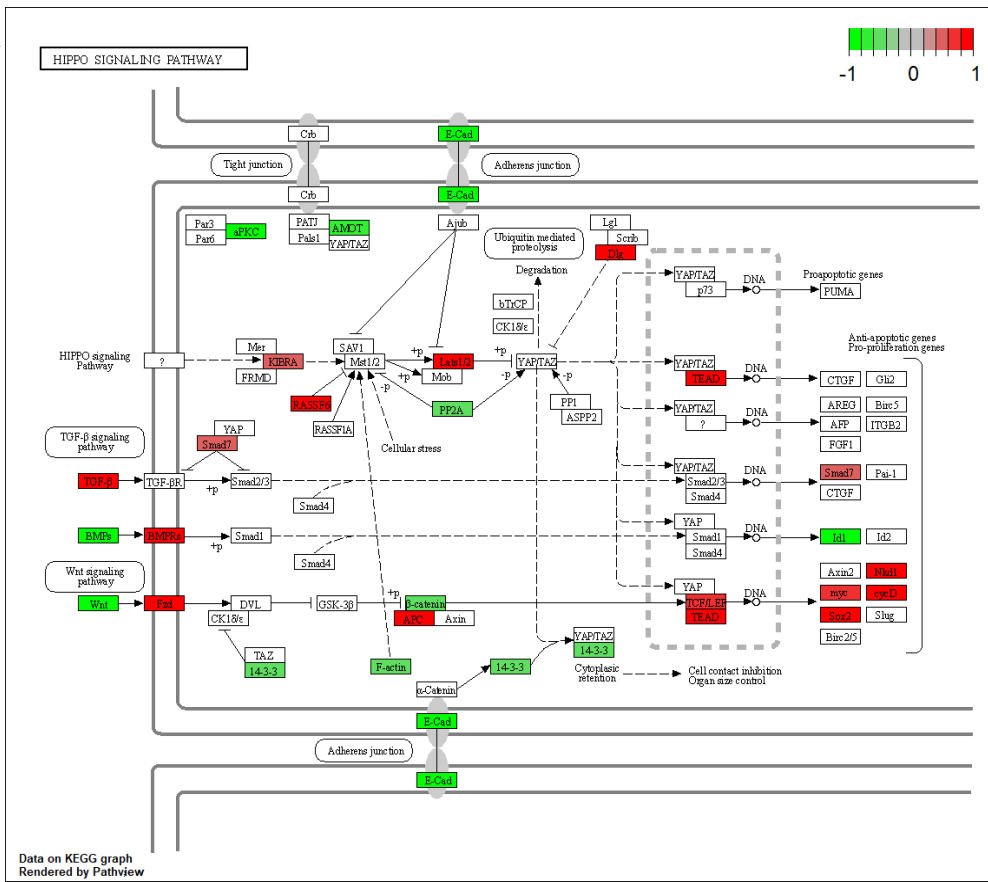 HIPPO SIGNALING PATHWAY
-1 0 1
Crb
E-Cad
Tight junction
Adherens junction
Crb
E-Cad
Par3
Par6
aPKC
PATJ
Pals1
AMOT
YAP/TAZ
Ajub
Lgl
Scrib
Dlg
Ubiquitin mediated
proteolysis
Degradation
bTrCP
CK1δ/ε
YAP/TAZ
p73
DNA
Proapoptotic genes
PUMA
HIPPO signaling
Pathway
?
Mer
KIBRA
FRMD
SAV1
Mst1/2
+p
+p
Lats1/2
Mob
+p
YAP/TAZ
-p
-p
-p
RASSF6
RASSF1A
PP2A
PP1
ASPP2
Cellular stress
Anti-apoptotic genes
Pro-proliferation genes
YAP/TAZ
TEAD
DNA
CTGF
Gli2
YAP/TAZ
?
DNA
AREG
Birc5
AFP
ITGB2
FGF1
TGF-β signaling
pathway
YAP
Smad7
TGF-β
TGF-βR
+p
Smad2/3
Smad4
YAP/TAZ
Smad2/3
Smad4
DNA
Smad7
Pai-1
CTGF
BMPs
BMPRs
+p
Smad1
Smad4
YAP
Smad1
Smad4
DNA
Id1
Id2
Wnt signaling
pathway
Wnt
Fzd
DVL
CK1δ/ε
GSK-3β
+p
β-catenin
APC
Axin
YAP
TCF/LEF
TEAD
DNA
Axin2
Nkd1
myc
cycD
Sox2
Slug
Birc2/5
TAZ
14-3-3
F-actin
14-3-3
YAP/TAZ
14-3-3
Cytoplasic
retention
Cell contact inhibition
Organ size control
α-Catenin
E-Cad
Adherens junction
E-Cad
Data on KEGG graph
Rendered by Pathview